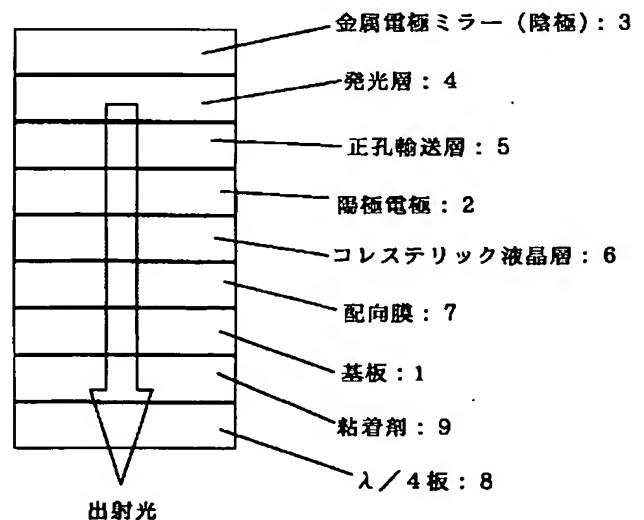 金属電極ミラー（陰極）：3
発光層：4
正孔輸送層：5
陽極電極：2
コレステリック液晶層：6
配向膜：7
基板：1
粘着剤：9
λ／4板：8
出射光